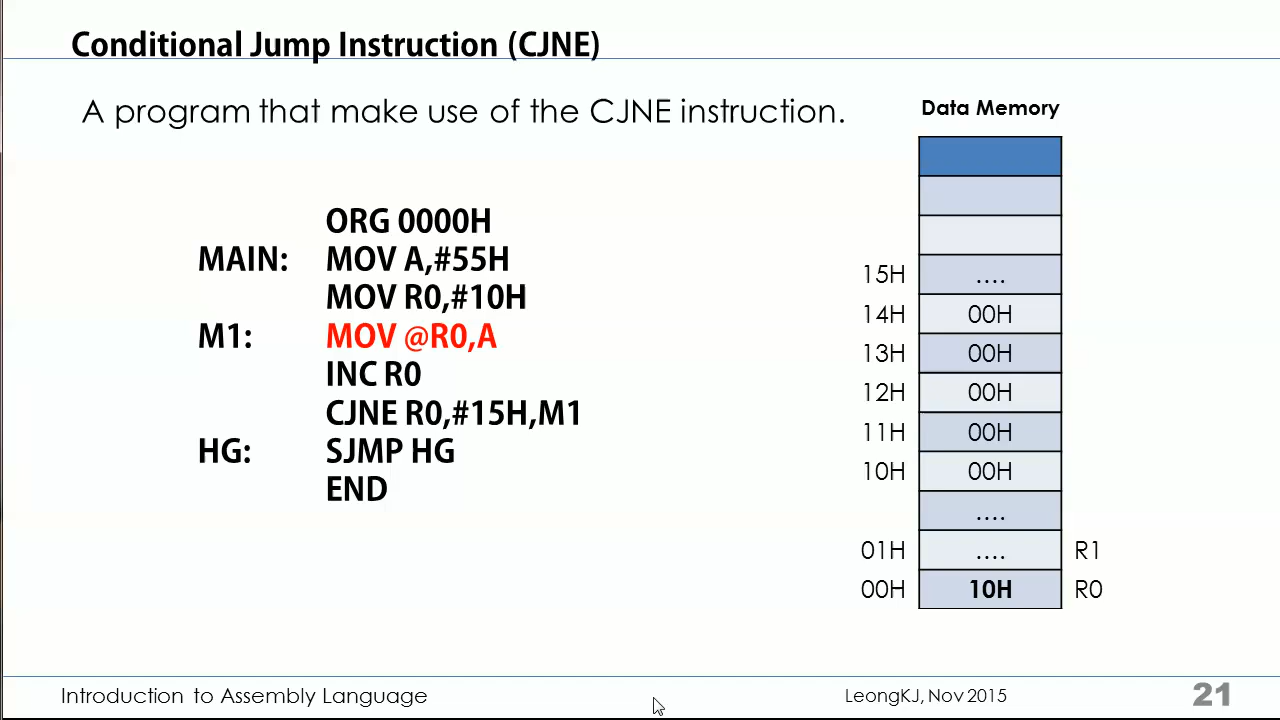 Conditional Jump Instruction (CJNE)
A program that make use of the CJNE instruction.
ORG 0000H
MAIN: MOV A,#55H
MOV R0,#10H
M1: MOV @R0,A
INC R0
CJNE R0,#15H,M1
HG: SJMP HG
END
Data Memory
15H ....
14H 00H
13H 00H
12H 00H
11H 00H
10H 00H
....
01H .... R1
00H 10H R0
Introduction to Assembly Language
LeongKJ, Nov 2015
21